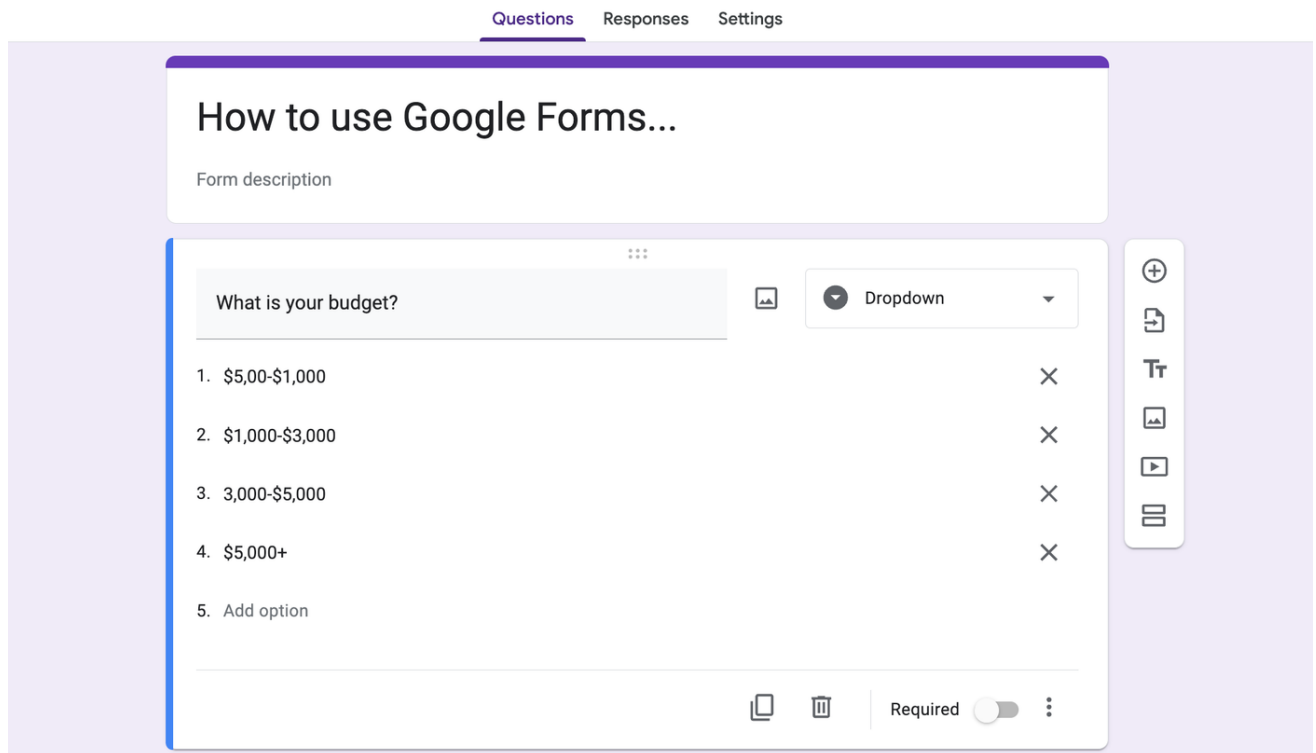 Questions Responses Settings
How to use Google Forms...
Form description
What is your budget?
Dropdown
1. $5,00-$1,000
2. $1,000-$3,000
3. 3,000-$5,000
4. $5,000+
5. Add option
Required